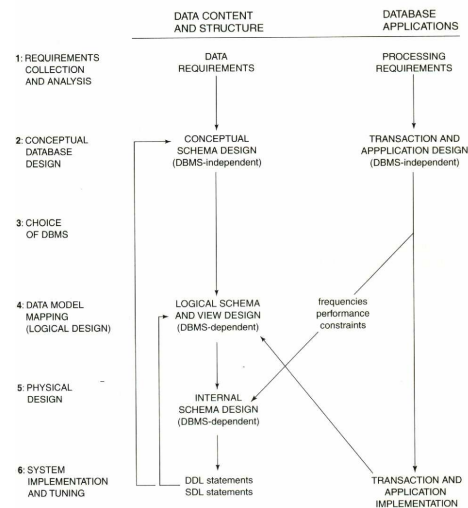 DATA CONTENT
AND STRUCTURE
DATABASE
APPLICATIONS
1: REQUIREMENTS
COLLECTION
AND ANALYSIS
DATA
REQUIREMENTS
PROCESSING
REQUIREMENTS
2: CONCEPTUAL
DATABASE
DESIGN
CONCEPTUAL
SCHEMA DESIGN
(DBMS-independent)
TRANSACTION AND
APPPLICATION DESIGN
(DBMS-independent)
3: CHOICE
OF DBMS
4: DATA MODEL
MAPPING
(LOGICAL DESIGN)
LOGICAL SCHEMA
AND VIEW DESIGN
(DBMS-dependent)
frequencies
performance
constraints
5: PHYSICAL
DESIGN
INTERNAL
SCHEMA DESIGN
(DBMS-dependent)
6: SYSTEM
IMPLEMENTATION
AND TUNING
DDL statements
SDL statements
TRANSACTION AND
APPLICATION
IMPLEMENTATION